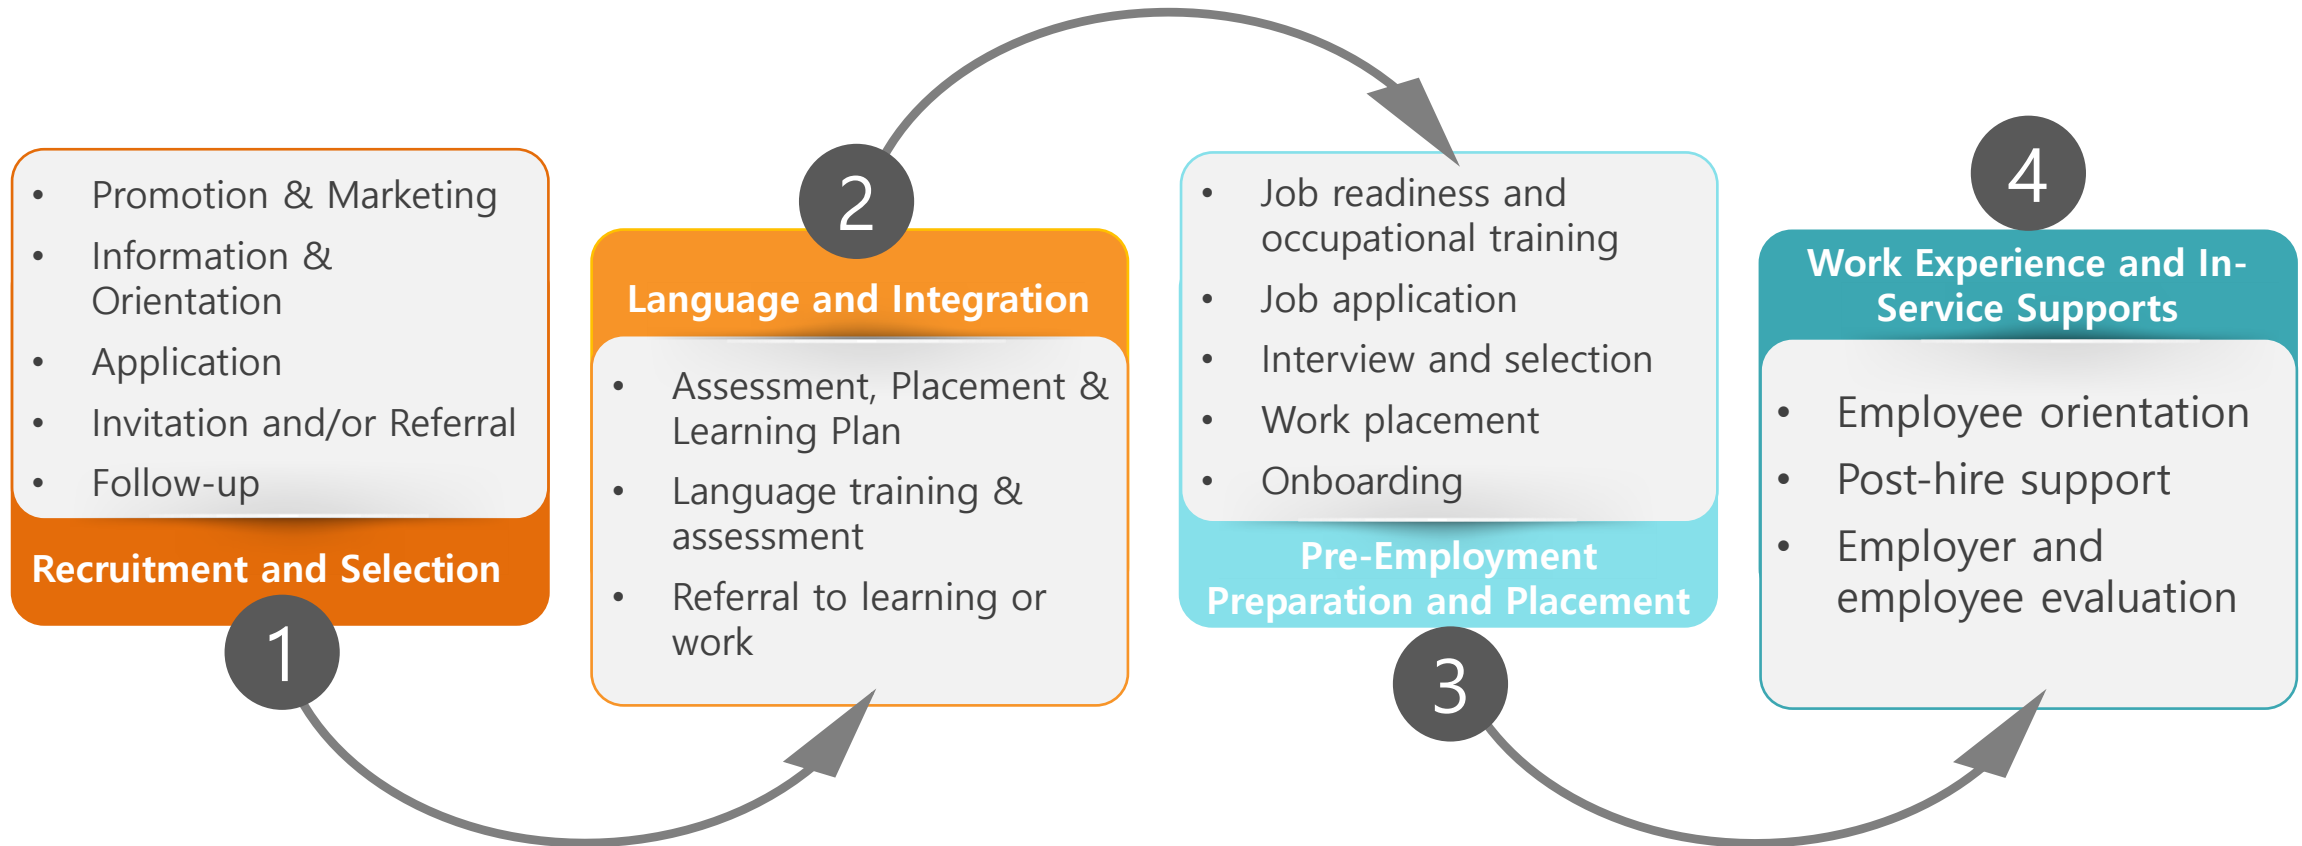 • Promotion & Marketing
• Information &
Orientation
• Application
• Invitation and/or Referral
• Follow-up
Recruitment and Selection
1
2
Language and Integration
• Assessment, Placement &
Learning Plan
• Language training &
assessment
• Referral to learning or
work
• Job readiness and
occupational training
• Job application
• Interview and selection
• Work placement
• Onboarding
Pre-Employment
Preparation and Placement
3
4
Work Experience and In-
Service Supports
• Employee orientation
• Post-hire support
• Employer and
employee evaluation